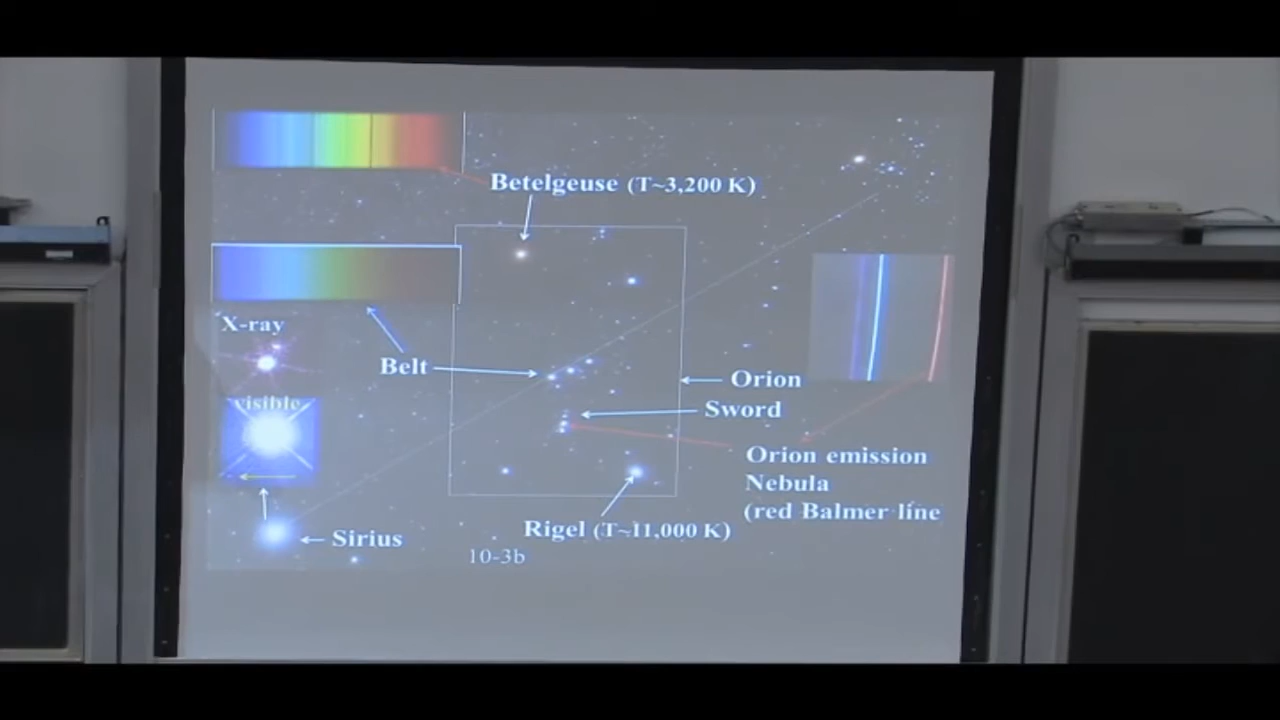 Betelgeuse (T~3,200 K)
X-ray
Belt
Orion
visible
Sword
Orion emission
Nebula
(red Balmer line
Rigel (T~11,000 K)
Sirius
10-3b